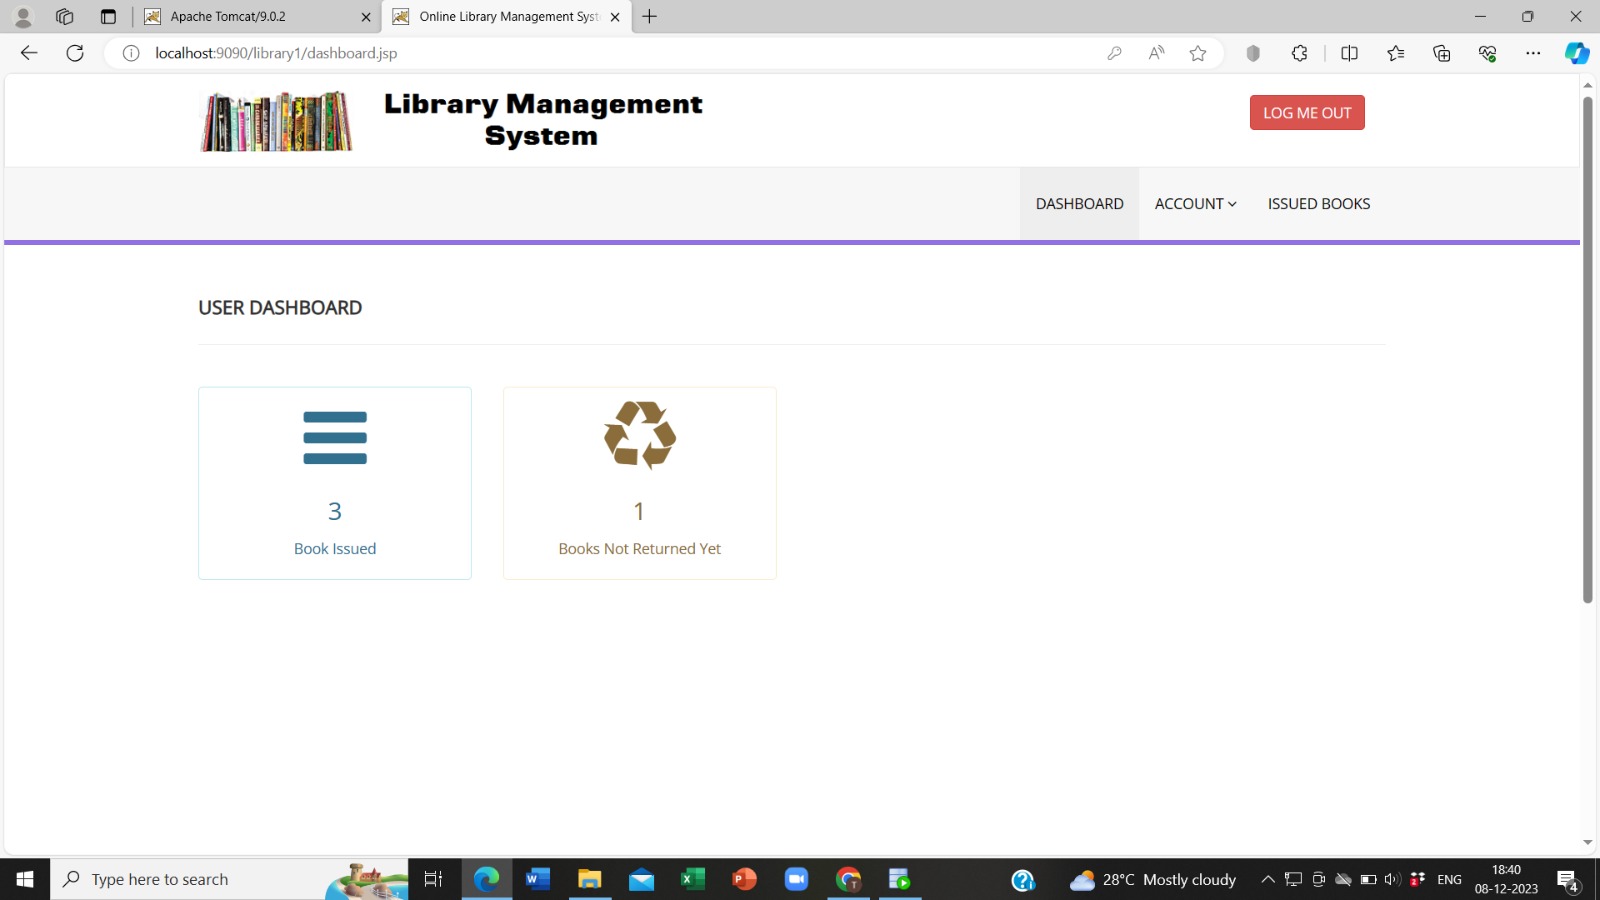 Apache Tomcat/9.0.2
Online Library Management Syst
localhost:9090/library1/dashboard.jsp
Library Management
System
LOG ME OUT
DASHBOARD
ACCOUNT
ISSUED BOOKS
USER DASHBOARD
3
Book Issued
1
Books Not Returned Yet
Type here to search
28°C Mostly cloudy
ENG
18:40
08-12-2023
4